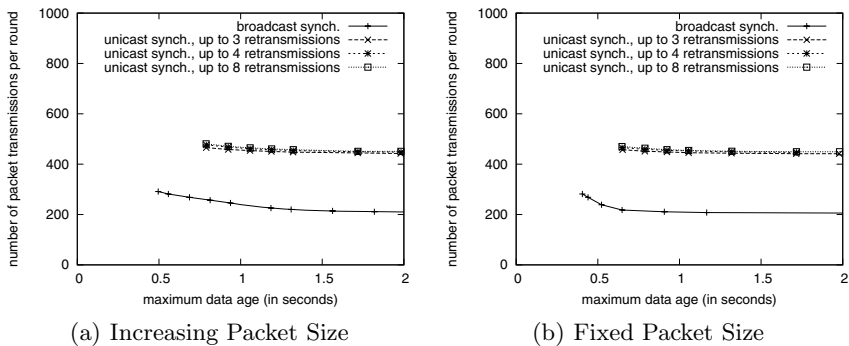 number of packet transmissions per round
1000
800
600
400
200
0
broadcast synch.
unicast synch., up to 3 retransmissions
unicast synch., up to 4 retransmissions
unicast synch., up to 8 retransmissions
0 0.5 1 1.5 2
maximum data age (in seconds)
(a) Increasing Packet Size
number of packet transmissions per round
1000
800
600
400
200
0
broadcast synch.
unicast synch., up to 3 retransmissions
unicast synch., up to 4 retransmissions
unicast synch., up to 8 retransmissions
0 0.5 1 1.5 2
maximum data age (in seconds)
(b) Fixed Packet Size